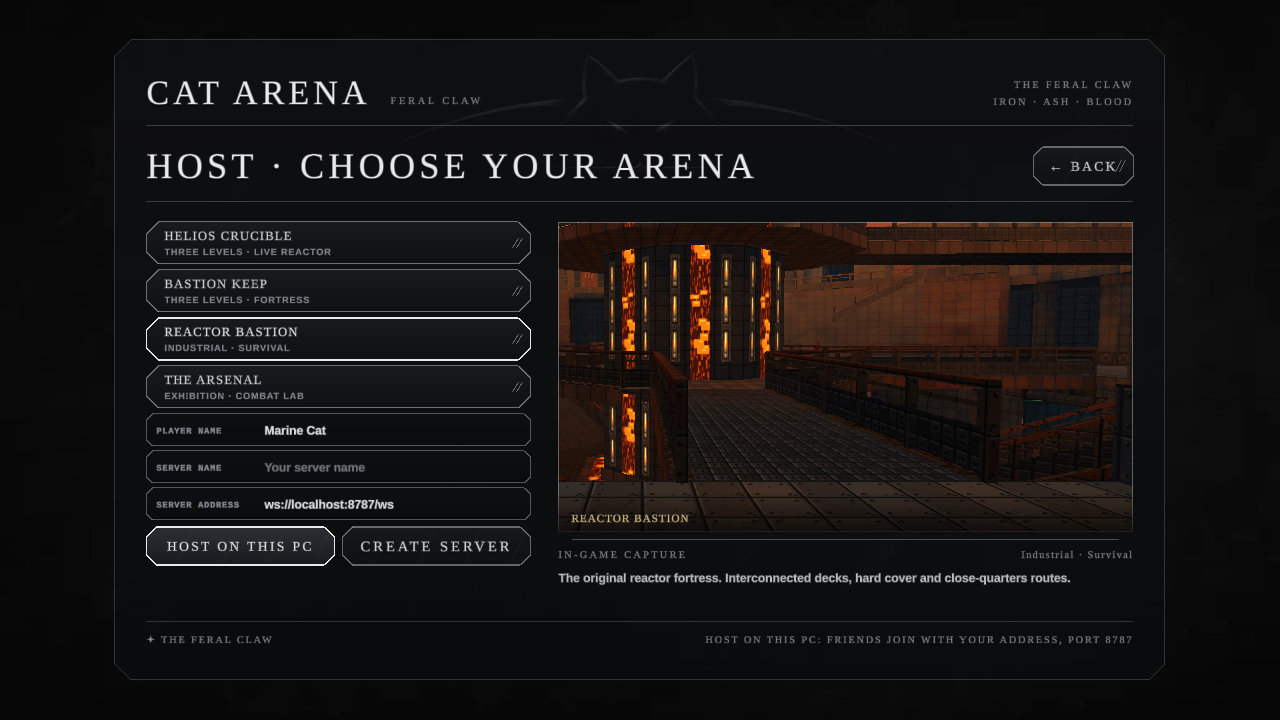 CAT ARENA
FERAL CLAW
THE FERAL CLAW
IRON · ASH · BLOOD
HOST · CHOOSE YOUR ARENA
← BACK //
HELIOS CRUCIBLE
THREE LEVELS · LIVE REACTOR
//
BASTION KEEP
THREE LEVELS · FORTRESS
//
REACTOR BASTION
INDUSTRIAL · SURVIVAL
//
THE ARSENAL
EXHIBITION · COMBAT LAB
//
PLAYER NAME Marine Cat
SERVER NAME Your server name
SERVER ADDRESS ws://localhost:8787/ws
HOST ON THIS PC
CREATE SERVER
REACTOR BASTION
IN-GAME CAPTURE
Industrial · Survival
The original reactor fortress. Interconnected decks, hard cover and close-quarters routes.
✦ THE FERAL CLAW
HOST ON THIS PC: FRIENDS JOIN WITH YOUR ADDRESS, PORT 8787